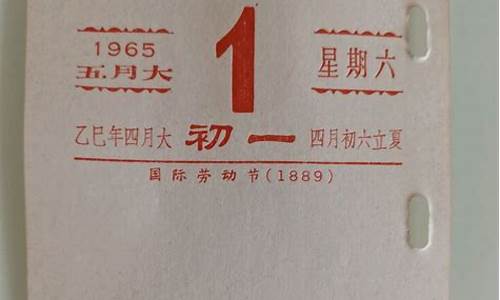 1965
五月大
1
星期六
乙巳年四月大 初一 四月初六立夏
国际劳动节(1889)